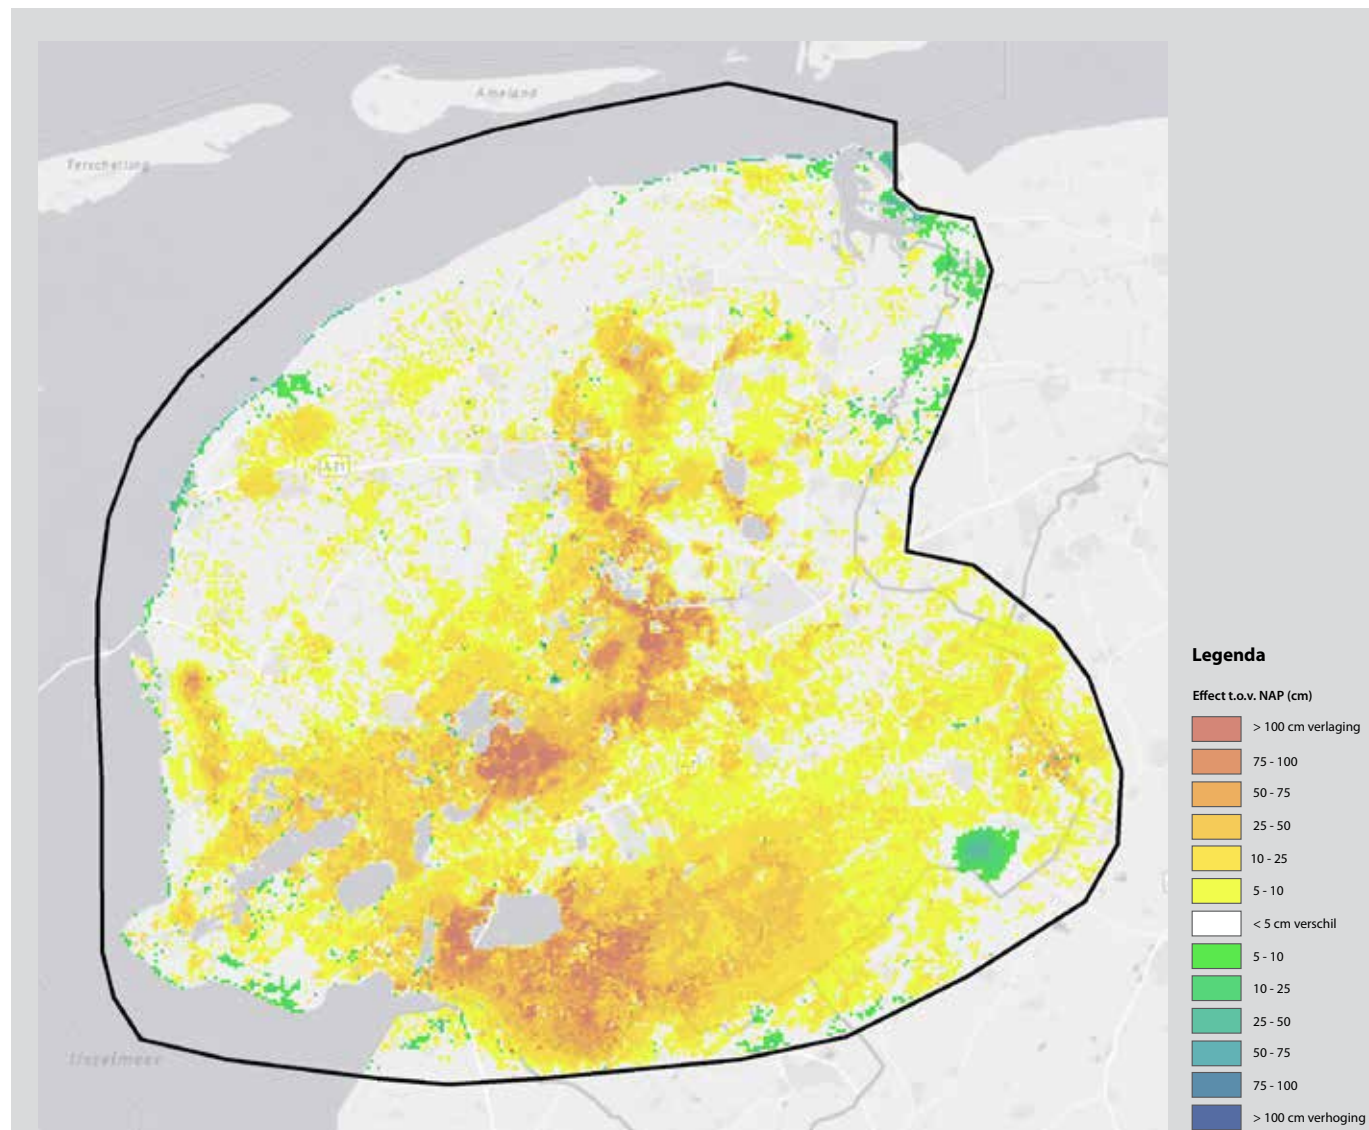 Ameland
Terschelling
A31
IJsselmeer
Legenda
Effect t.o.v. NAP (cm)
> 100 cm verlaging
75 - 100
50 - 75
25 - 50
10 - 25
5 - 10
< 5 cm verschil
5 - 10
10 - 25
25 - 50
50 - 75
75 - 100
> 100 cm verhoging